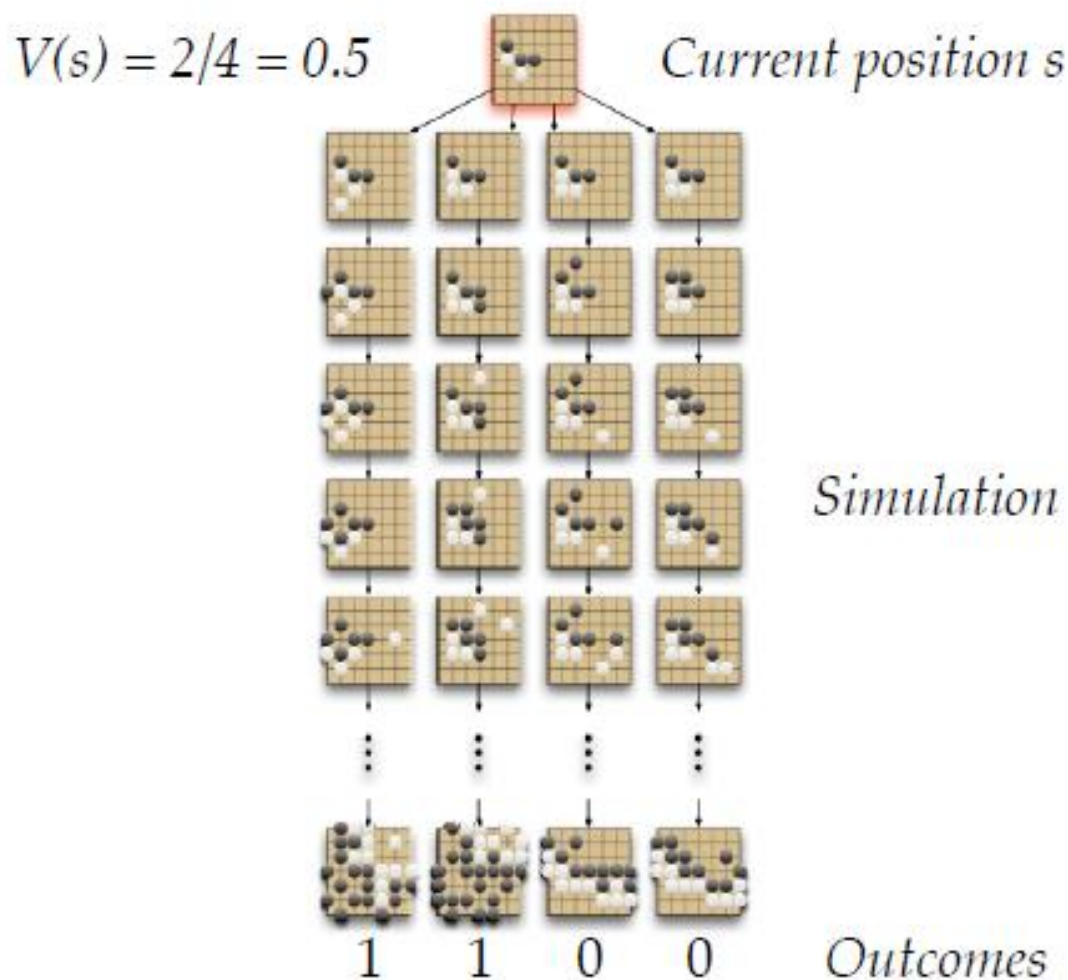 V(s) = 2/4 = 0.5
Current position s
Simulation
1 1 0 0
Outcomes